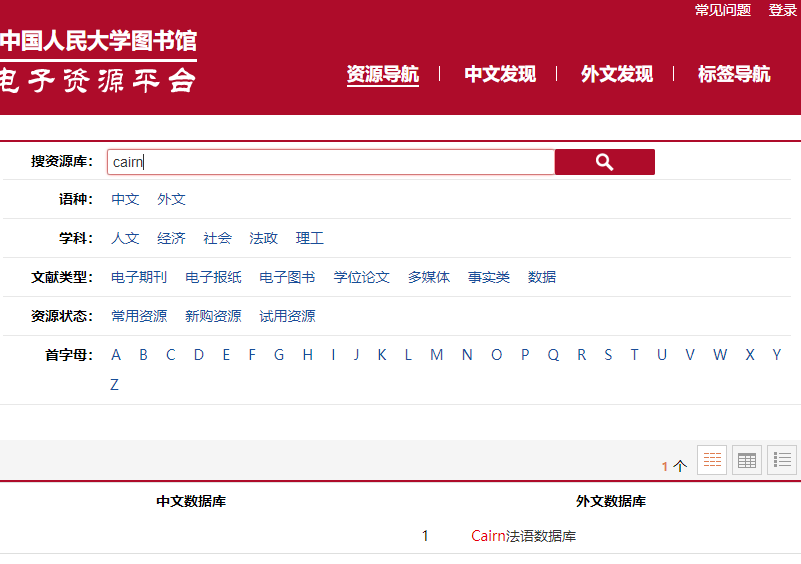 常见问题 登录
中国人民大学图书馆
电子资源平台
资源导航 中文发现 外文发现 标签导航
搜资源库: cairn
语种: 中文 外文
学科: 人文 经济 社会 法政 理工
文献类型: 电子期刊 电子报纸 电子图书 学位论文 多媒体 事实类 数据
资源状态: 常用资源 新购资源 试用资源
首字母: A B C D E F G H I J K L M N O P Q R S T U V W X Y
Z
1 个
中文数据库 外文数据库
1 Cairn法语数据库